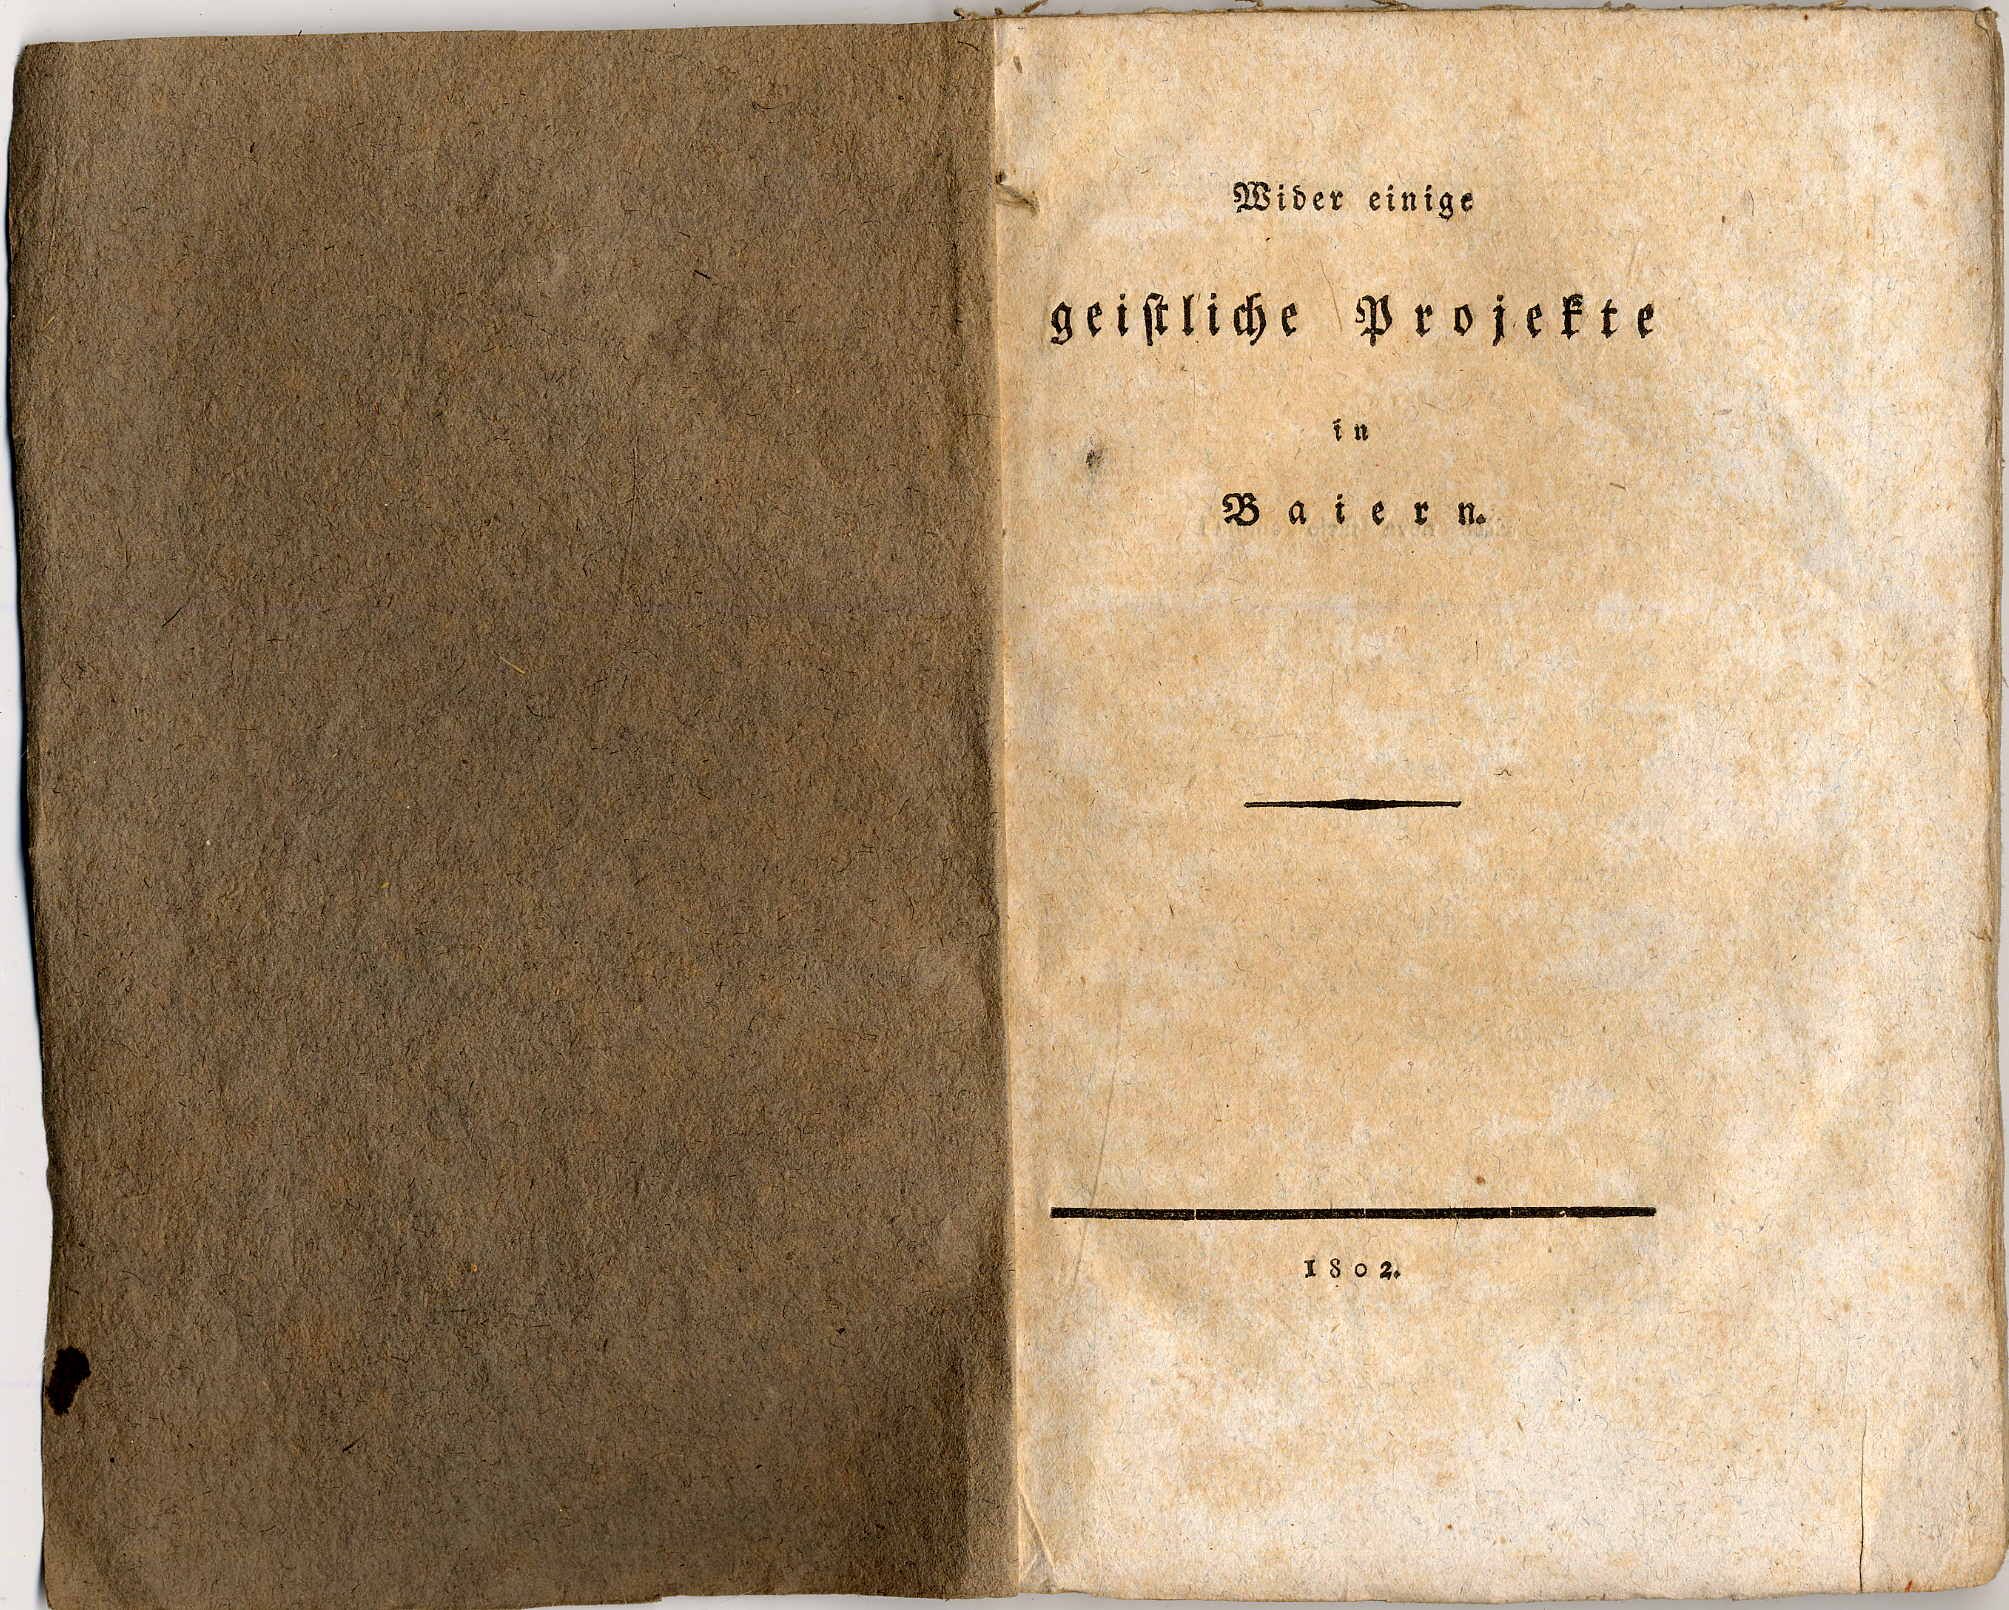 Wider einige
geiſtliche Projekte
in
Baiern.
1802.